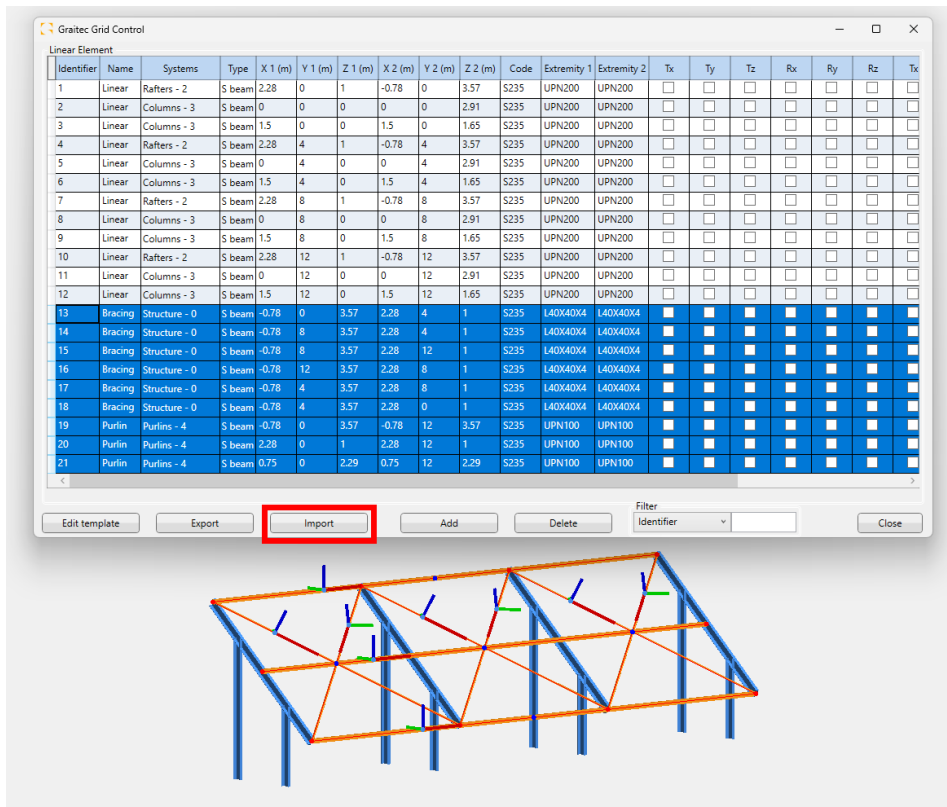 Graitec Grid Control
Linear Element
Identifier Name Systems Type X 1 (m) Y 1 (m) Z 1 (m) X 2 (m) Y 2 (m) Z 2 (m) Code Extremity 1 Extremity 2 Tx Ty Tz Rx Ry Rz Tx
1 Linear Rafters - 2 S beam 2.28 0 1 -0.78 0 3.57 S235 UPN200 UPN200
2 Linear Columns - 3 S beam 0 0 0 0 0 2.91 S235 UPN200 UPN200
3 Linear Columns - 3 S beam 1.5 0 0 1.5 0 1.65 S235 UPN200 UPN200
4 Linear Rafters - 2 S beam 2.28 4 1 -0.78 4 3.57 S235 UPN200 UPN200
5 Linear Columns - 3 S beam 0 4 0 0 4 2.91 S235 UPN200 UPN200
6 Linear Columns - 3 S beam 1.5 4 0 1.5 4 1.65 S235 UPN200 UPN200
7 Linear Rafters - 2 S beam 2.28 8 1 -0.78 8 3.57 S235 UPN200 UPN200
8 Linear Columns - 3 S beam 0 8 0 0 8 2.91 S235 UPN200 UPN200
9 Linear Columns - 3 S beam 1.5 8 0 1.5 8 1.65 S235 UPN200 UPN200
10 Linear Rafters - 2 S beam 2.28 12 1 -0.78 12 3.57 S235 UPN200 UPN200
11 Linear Columns - 3 S beam 0 12 0 0 12 2.91 S235 UPN200 UPN200
12 Linear Columns - 3 S beam 1.5 12 0 1.5 12 1.65 S235 UPN200 UPN200
13 Bracing Structure - 0 S beam -0.78 0 3.57 2.28 4 1 S235 L40X40X4 L40X40X4
14 Bracing Structure - 0 S beam -0.78 8 3.57 2.28 4 1 S235 L40X40X4 L40X40X4
15 Bracing Structure - 0 S beam -0.78 8 3.57 2.28 12 1 S235 L40X40X4 L40X40X4
16 Bracing Structure - 0 S beam -0.78 12 3.57 2.28 8 1 S235 L40X40X4 L40X40X4
17 Bracing Structure - 0 S beam -0.78 4 3.57 2.28 8 1 S235 L40X40X4 L40X40X4
18 Bracing Structure - 0 S beam -0.78 4 3.57 2.28 0 1 S235 L40X40X4 L40X40X4
19 Purlin Purlins - 4 S beam -0.78 0 3.57 -0.78 12 3.57 S235 UPN100 UPN100
20 Purlin Purlins - 4 S beam 2.28 0 1 2.28 12 1 S235 UPN100 UPN100
21 Purlin Purlins - 4 S beam 0.75 0 2.29 0.75 12 2.29 S235 UPN100 UPN100
Filter
Edit template Export Import Add Delete Identifier Close